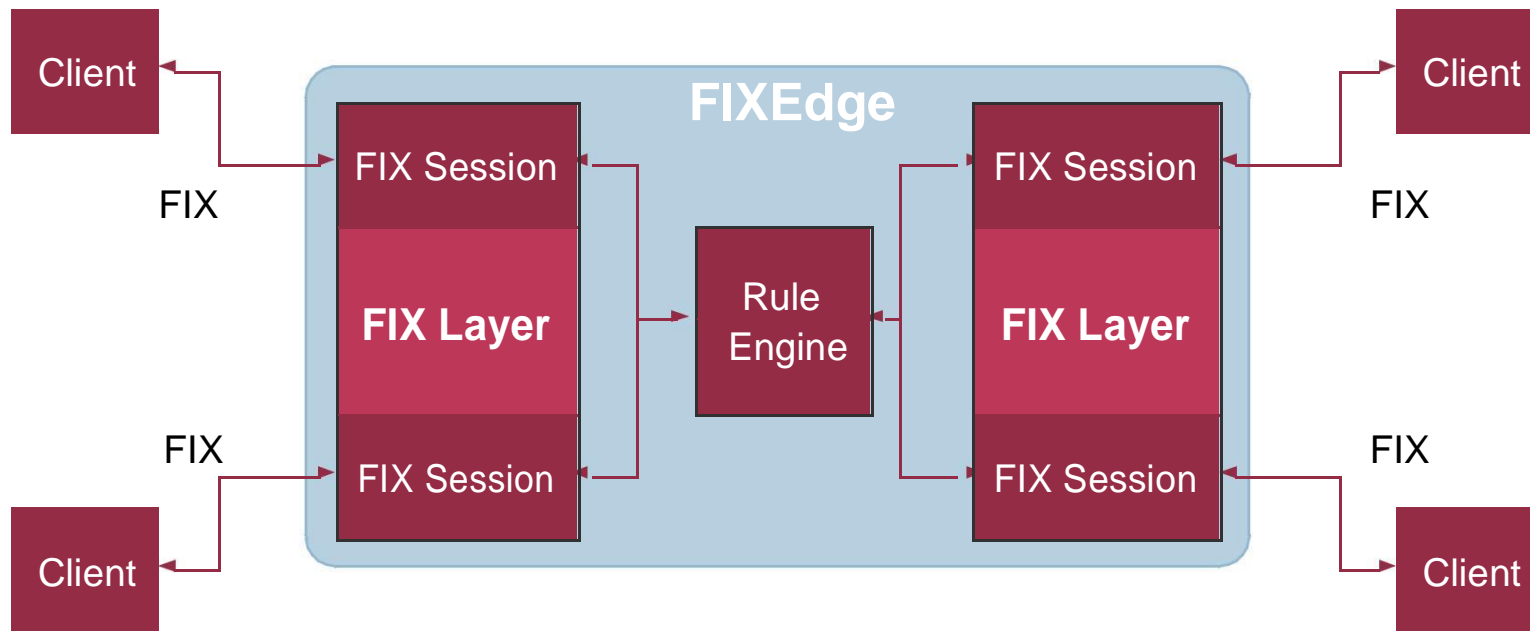 Client
Client
FIXEdge
FIX Session
FIX Session
FIX
FIX
Rule
Engine
FIX Layer
FIX Layer
FIX
FIX
FIX Session
FIX Session
Client
Client